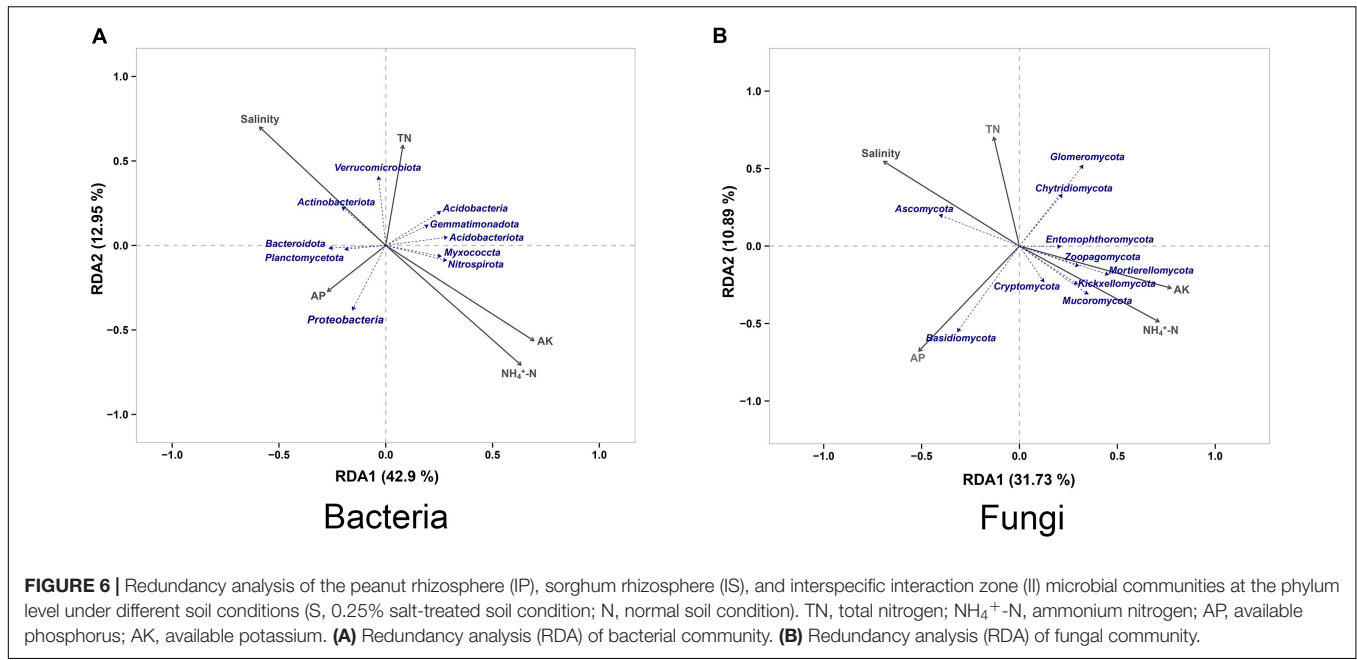 A
1.0
0.5
0.0
−0.5
−1.0
RDA2 (12.95 %)
Salinity
TN
Verrucomicrobiota
Actinobacteriota
Acidobacteria
Gemmatimonadota
Acidobacteriota
Bacteroidota
Planctomycetota
Myxococcta
Nitrospirota
AP
Proteobacteria
AK
NH₄⁺-N
−1.0 −0.5 0.0 0.5 1.0
RDA1 (42.9 %)
Bacteria
B
1.0
0.5
0.0
−0.5
−1.0
RDA2 (10.89 %)
TN
Salinity
Glomeromycota
Chytridiomycota
Ascomycota
Entomophthoromycota
Zoopagomycota
Mortierellomycota
Cryptomycota
Kickxellomycota
AK
Mucoromycota
NH₄⁺-N
Basidiomycota
AP
−1.0 −0.5 0.0 0.5 1.0
RDA1 (31.73 %)
Fungi
FIGURE 6 | Redundancy analysis of the peanut rhizosphere (IP), sorghum rhizosphere (IS), and interspecific interaction zone (II) microbial communities at the phylum
level under different soil conditions (S, 0.25% salt-treated soil condition; N, normal soil condition). TN, total nitrogen; NH₄⁺-N, ammonium nitrogen; AP, available
phosphorus; AK, available potassium. (A) Redundancy analysis (RDA) of bacterial community. (B) Redundancy analysis (RDA) of fungal community.